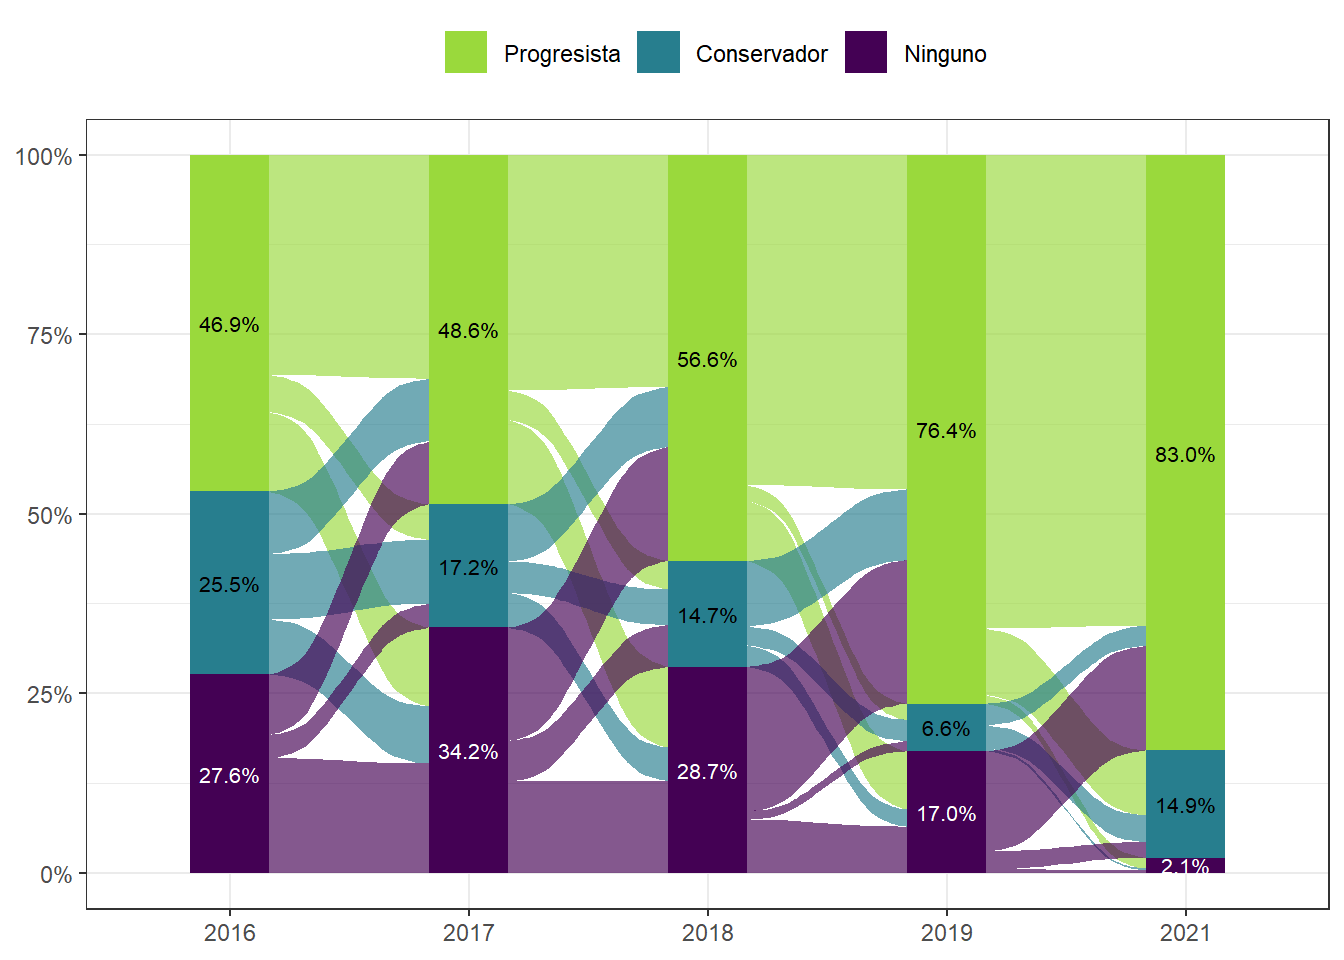 Progresista Conservador Ninguno
100%
75%
50%
25%
0%
46.9% 48.6% 56.6% 76.4% 83.0%
25.5% 17.2% 14.7% 6.6% 14.9%
27.6% 34.2% 28.7% 17.0% 2.1%
2016 2017 2018 2019 2021